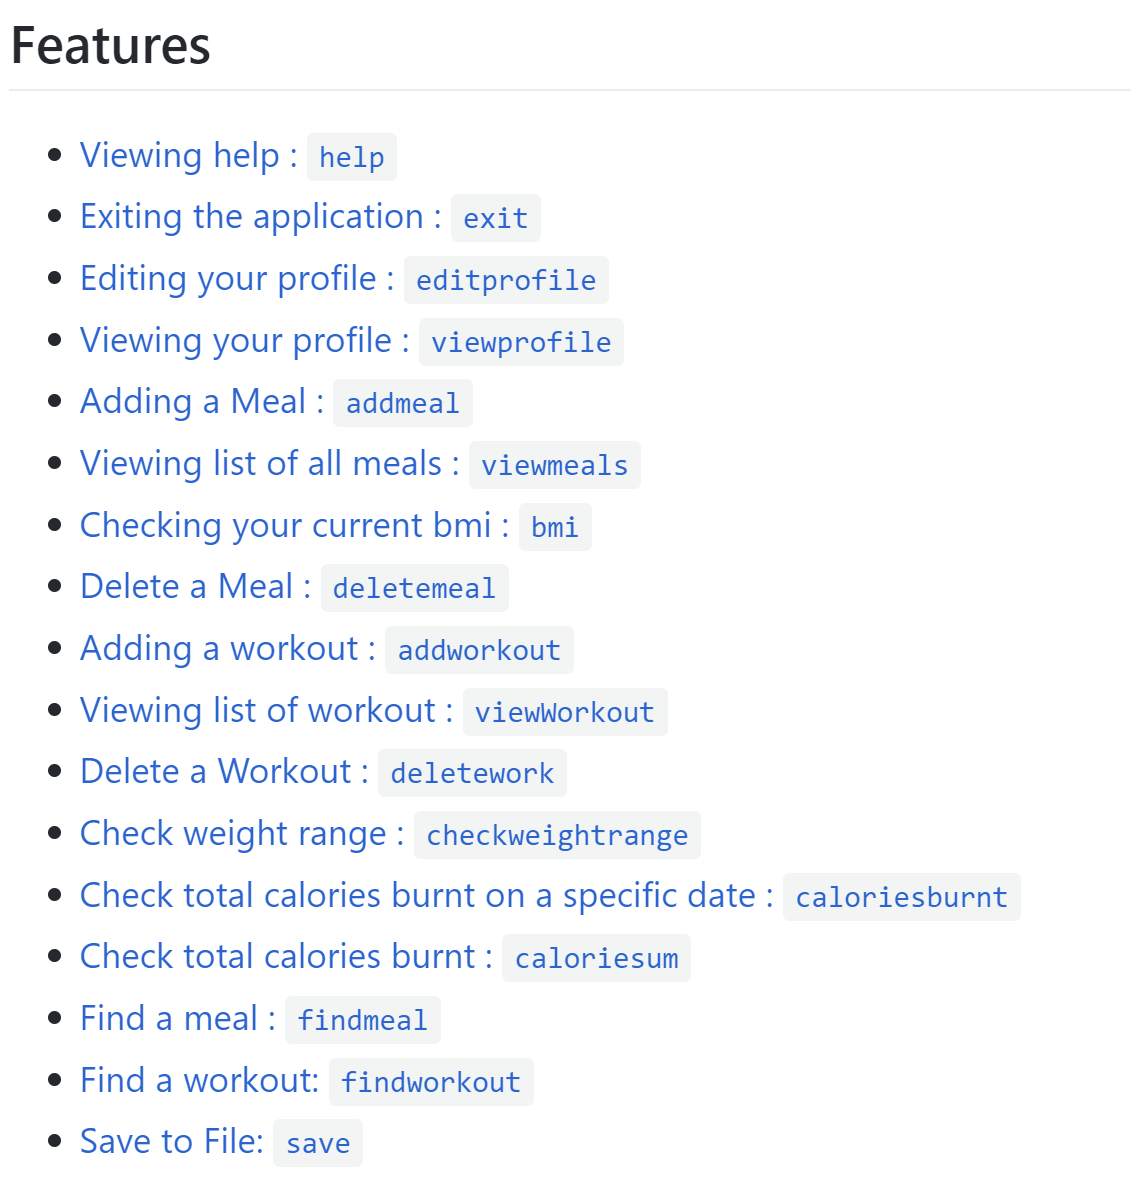 Features
Viewing help : help
Exiting the application : exit
Editing your profile : editprofile
Viewing your profile : viewprofile
Adding a Meal : addmeal
Viewing list of all meals : viewmeals
Checking your current bmi : bmi
Delete a Meal : deletemeal
Adding a workout : addworkout
Viewing list of workout : viewWorkout
Delete a Workout : deletework
Check weight range : checkweightrange
Check total calories burnt on a specific date : caloriesburnt
Check total calories burnt : caloriesum
Find a meal : findmeal
Find a workout: findworkout
Save to File: save